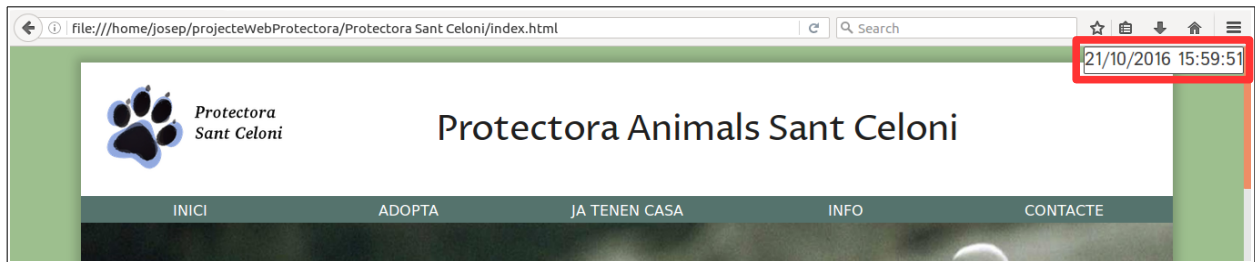 file:///home/josep/projecteWebProtectora/Protectora Sant Celoni/index.html
Search
21/10/2016 15:59:51
Protectora
Sant Celoni
Protectora Animals Sant Celoni
INICI ADOPTA JA TENEN CASA INFO CONTACTE